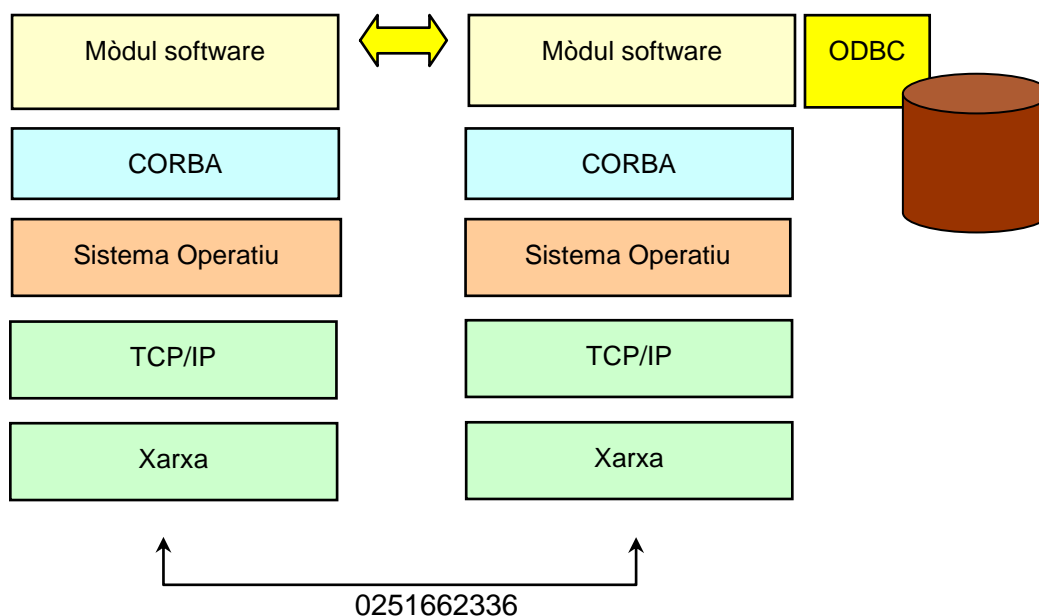 Mòdul software
Mòdul software
ODBC
CORBA
CORBA
Sistema Operatiu
Sistema Operatiu
TCP/IP
TCP/IP
Xarxa
Xarxa
0251662336